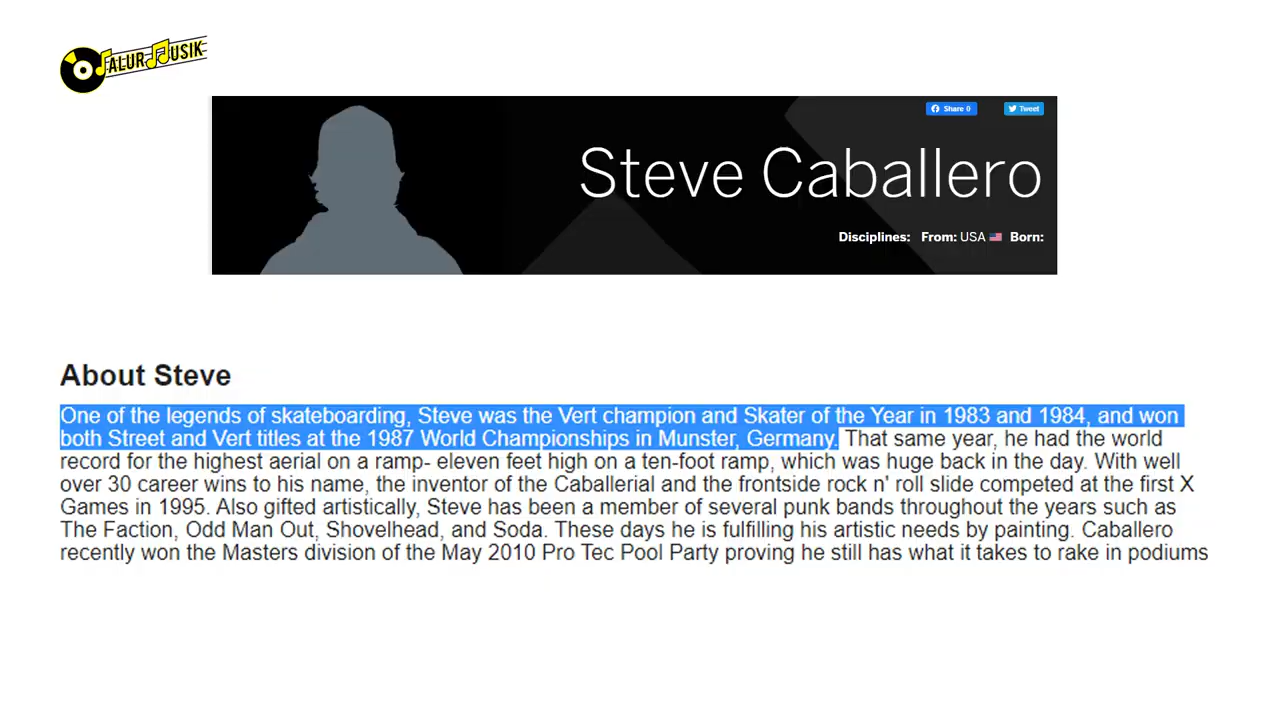 ALUR MUSIK
Share 0
Tweet
Steve Caballero
Disciplines: From: USA Born:
About Steve
One of the legends of skateboarding, Steve was the Vert champion and Skater of the Year in 1983 and 1984, and won
both Street and Vert titles at the 1987 World Championships in Munster, Germany. That same year, he had the world
record for the highest aerial on a ramp- eleven feet high on a ten-foot ramp, which was huge back in the day. With well
over 30 career wins to his name, the inventor of the Caballerial and the frontside rock n' roll slide competed at the first X
Games in 1995. Also gifted artistically, Steve has been a member of several punk bands throughout the years such as
The Faction, Odd Man Out, Shovelhead, and Soda. These days he is fulfilling his artistic needs by painting. Caballero
recently won the Masters division of the May 2010 Pro Tec Pool Party proving he still has what it takes to rake in podiums